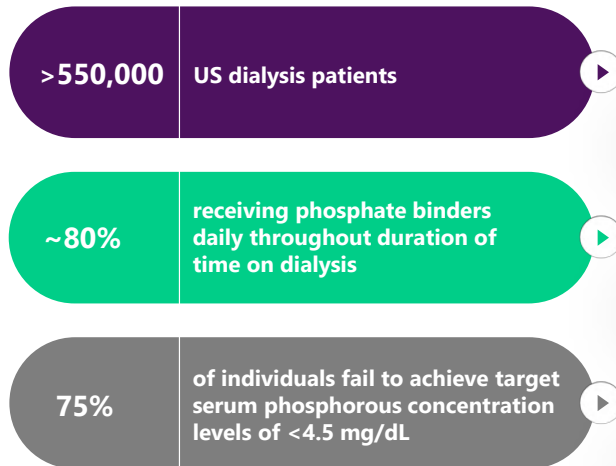 >550,000
US dialysis patients
~80%
receiving phosphate binders
daily throughout duration of
time on dialysis
75%
of individuals fail to achieve target
serum phosphorous concentration
levels of <4.5 mg/dL